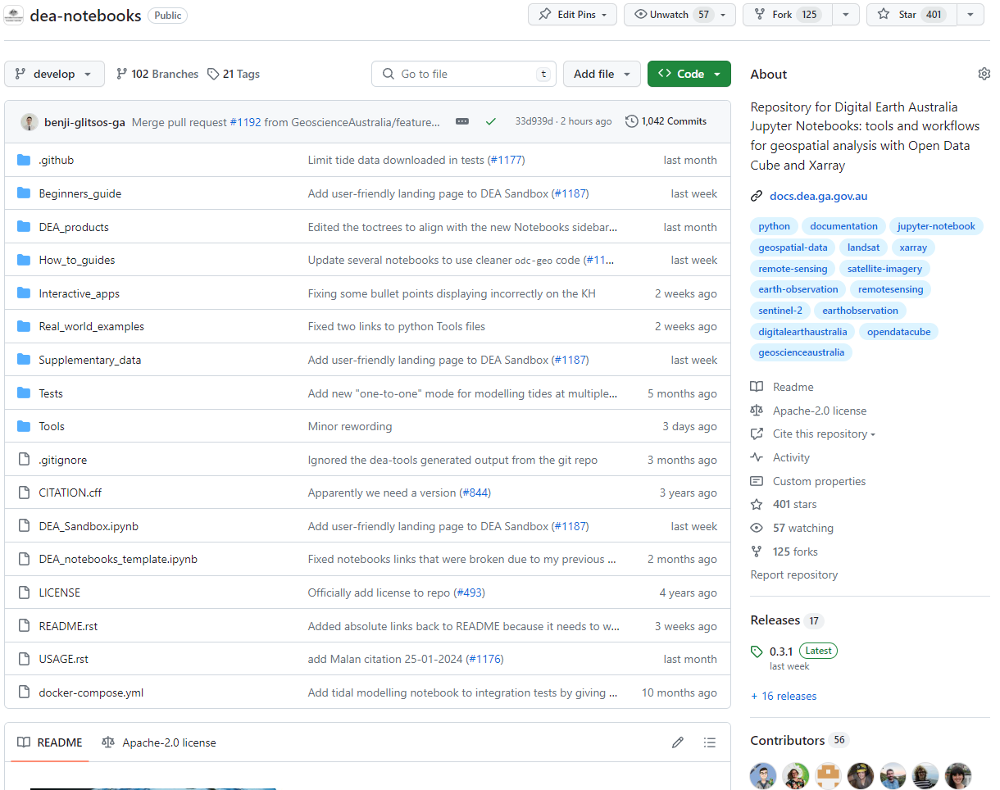 dea-notebooks Public Edit Pins Unwatch 57 Fork 125 Star 401
develop 102 Branches 21 Tags Go to file t Add file Code
benji-glitsos-ga Merge pull request #1192 from GeoscienceAustralia/feature... 33d939d · 2 hours ago 1,042 Commits
.github Limit tide data downloaded in tests (#1177) last month
Beginners_guide Add user-friendly landing page to DEA Sandbox (#1187) last week
DEA_products Edited the toctrees to align with the new Notebooks sidebar... last month
How_to_guides Update several notebooks to use cleaner odc-geo code (#11... last week
Interactive_apps Fixing some bullet points displaying incorrectly on the KH 2 weeks ago
Real_world_examples Fixed two links to python Tools files 2 weeks ago
Supplementary_data Add user-friendly landing page to DEA Sandbox (#1187) last week
Tests Add new "one-to-one" mode for modelling tides at multiple... 5 months ago
Tools Minor rewording 3 days ago
.gitignore Ignored the dea-tools generated output from the git repo 3 months ago
CITATION.cff Apparently we need a version (#844) 3 years ago
DEA_Sandbox.ipynb Add user-friendly landing page to DEA Sandbox (#1187) last week
DEA_notebooks_template.ipynb Fixed notebooks links that were broken due to my previous ... 2 months ago
LICENSE Officially add license to repo (#493) 4 years ago
README.rst Added absolute links back to README because it needs to w... 3 weeks ago
USAGE.rst add Malan citation 25-01-2024 (#1176) last month
docker-compose.yml Add tidal modelling notebook to integration tests by giving ... 10 months ago
README Apache-2.0 license
About
Repository for Digital Earth Australia
Jupyter Notebooks: tools and workflows
for geospatial analysis with Open Data
Cube and Xarray
docs.dea.ga.gov.au
python documentation jupyter-notebook
geospatial-data landsat xarray
remote-sensing satellite-imagery
earth-observation remotesensing
sentinel-2 earthobservation
digitalearthaustralia opendatacube
geoscienceaustralia
Readme
Apache-2.0 license
Cite this repository
Activity
Custom properties
401 stars
57 watching
125 forks
Report repository
Releases 17
0.3.1 Latest
last week
+ 16 releases
Contributors 56